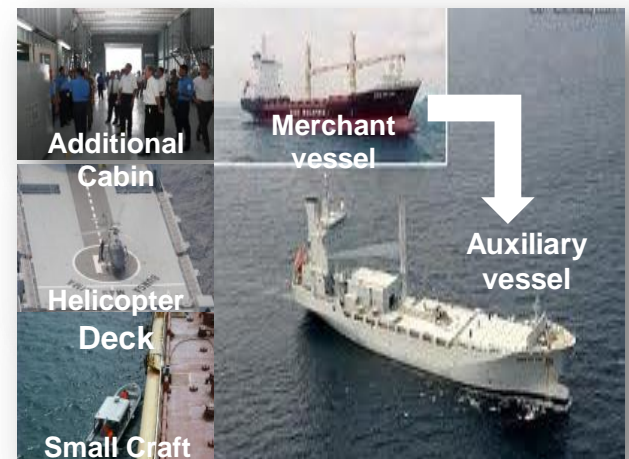 Additional
Cabin
Merchant
vessel
Auxiliary
vessel
Helicopter
Deck
Small Craft